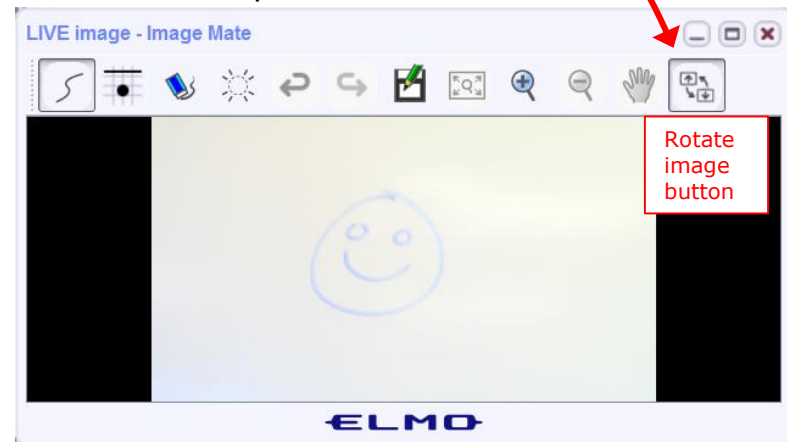 LIVE image - Image Mate
Rotate
image
button
ELMO